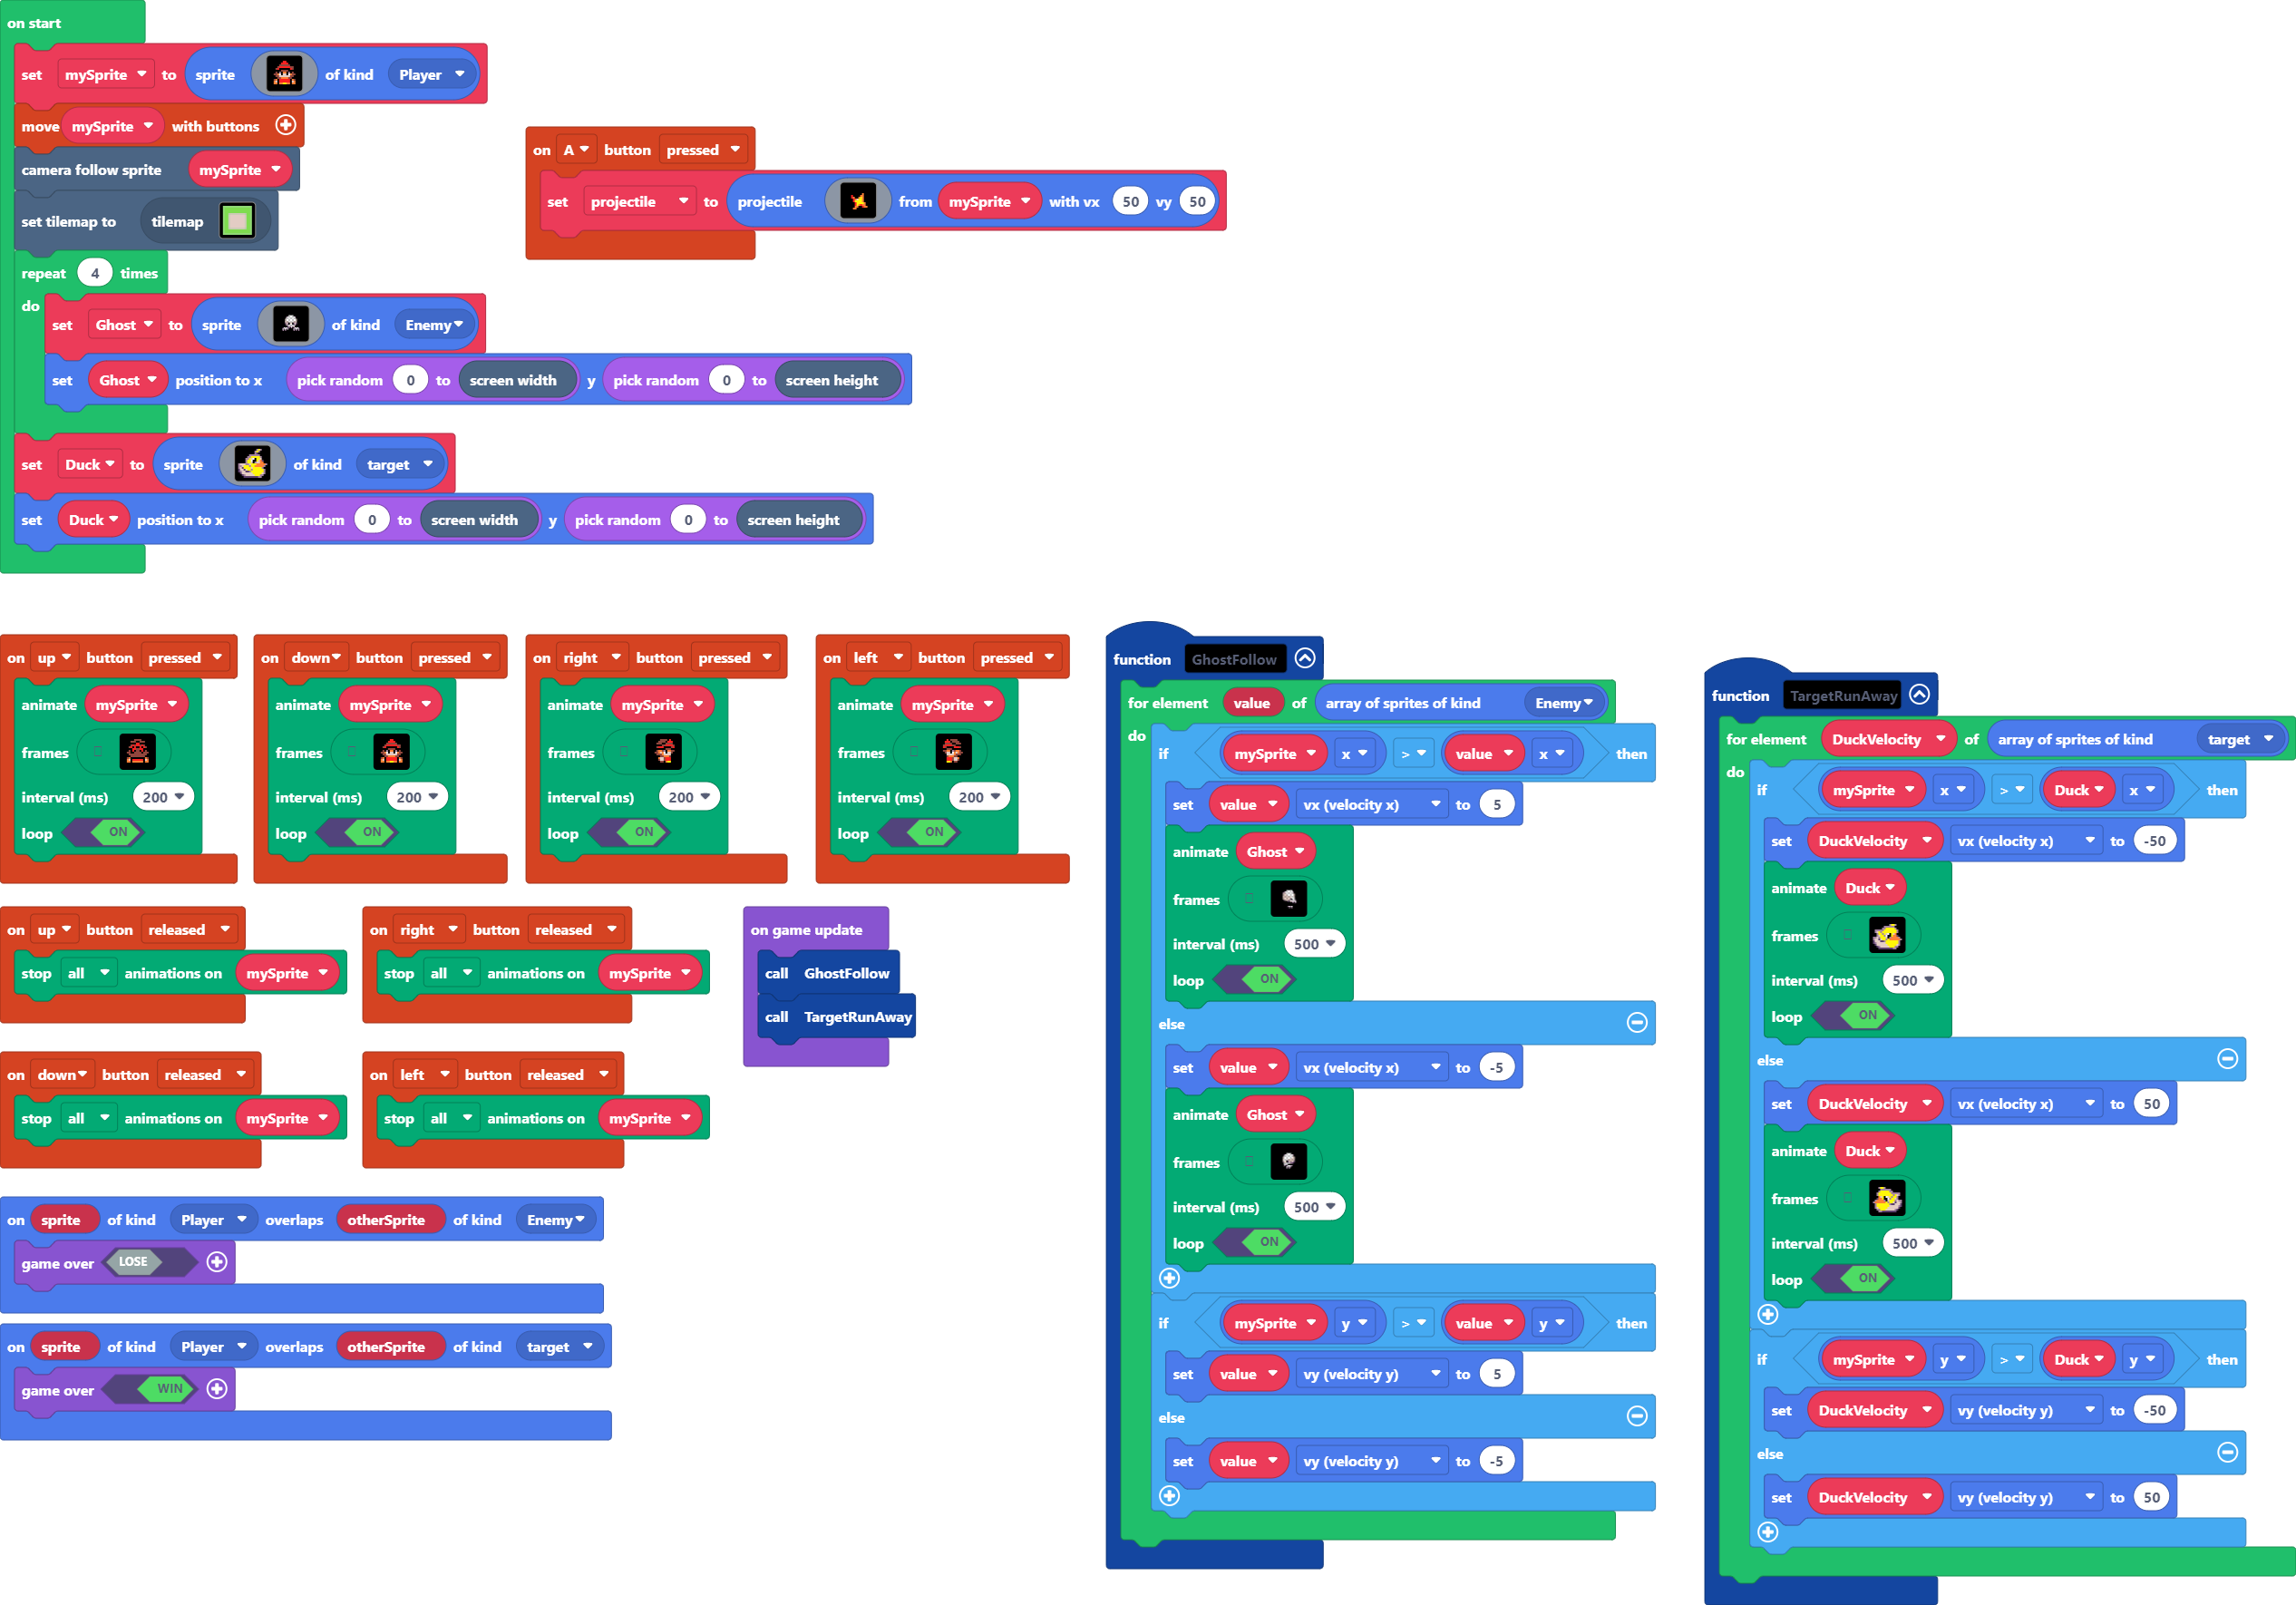 on start
set mySprite to sprite of kind Player
move mySprite with buttons
camera follow sprite mySprite
set tilemap to tilemap
repeat 4 times
do
set Ghost to sprite of kind Enemy
set Ghost position to x pick random 0 to screen width y pick random 0 to screen height
set Duck to sprite of kind target
set Duck position to x pick random 0 to screen width y pick random 0 to screen height
on A button pressed
set projectile to projectile from mySprite with vx 50 vy 50
on up button pressed
animate mySprite
frames
interval (ms) 200
loop ON
on down button pressed
animate mySprite
frames
interval (ms) 200
loop ON
on right button pressed
animate mySprite
frames
interval (ms) 200
loop ON
on left button pressed
animate mySprite
frames
interval (ms) 200
loop ON
on up button released
stop all animations on mySprite
on right button released
stop all animations on mySprite
on down button released
stop all animations on mySprite
on left button released
stop all animations on mySprite
on game update
call GhostFollow
call TargetRunAway
on sprite of kind Player overlaps otherSprite of kind Enemy
game over LOSE
on sprite of kind Player overlaps otherSprite of kind target
game over WIN
function GhostFollow
for element value of array of sprites of kind Enemy
do
if mySprite x > value x then
set value vx (velocity x) to 5
animate Ghost
frames
interval (ms) 500
loop ON
else
set value vx (velocity x) to -5
animate Ghost
frames
interval (ms) 500
loop ON
if mySprite y > value y then
set value vy (velocity y) to 5
else
set value vy (velocity y) to -5
function TargetRunAway
for element DuckVelocity of array of sprites of kind target
do
if mySprite x > Duck x then
set DuckVelocity vx (velocity x) to -50
animate Duck
frames
interval (ms) 500
loop ON
else
set DuckVelocity vx (velocity x) to 50
animate Duck
frames
interval (ms) 500
loop ON
if mySprite y > Duck y then
set DuckVelocity vy (velocity y) to -50
else
set DuckVelocity vy (velocity y) to 50